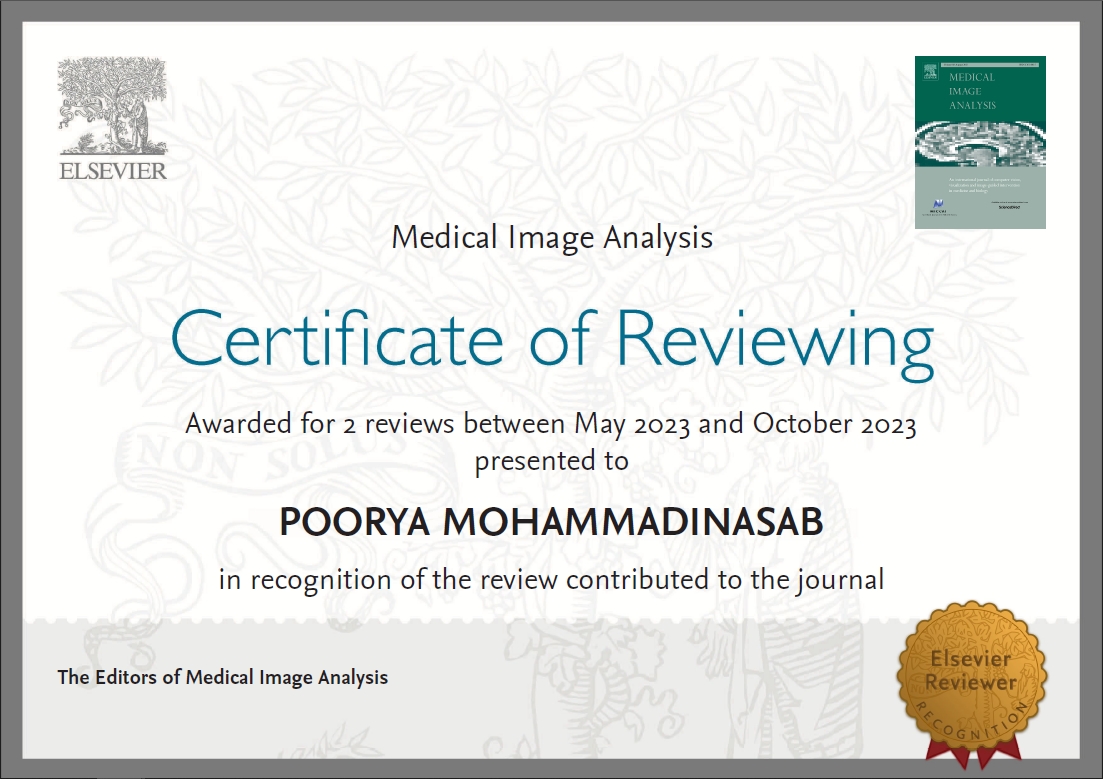 ELSEVIER
MEDICAL
IMAGE
ANALYSIS
Medical Image Analysis
Certificate of Reviewing
Awarded for 2 reviews between May 2023 and October 2023
presented to
NON SOLUS
POORYA MOHAMMADINASAB
in recognition of the review contributed to the journal
The Editors of Medical Image Analysis
Elsevier
Reviewer
RECOGNITION